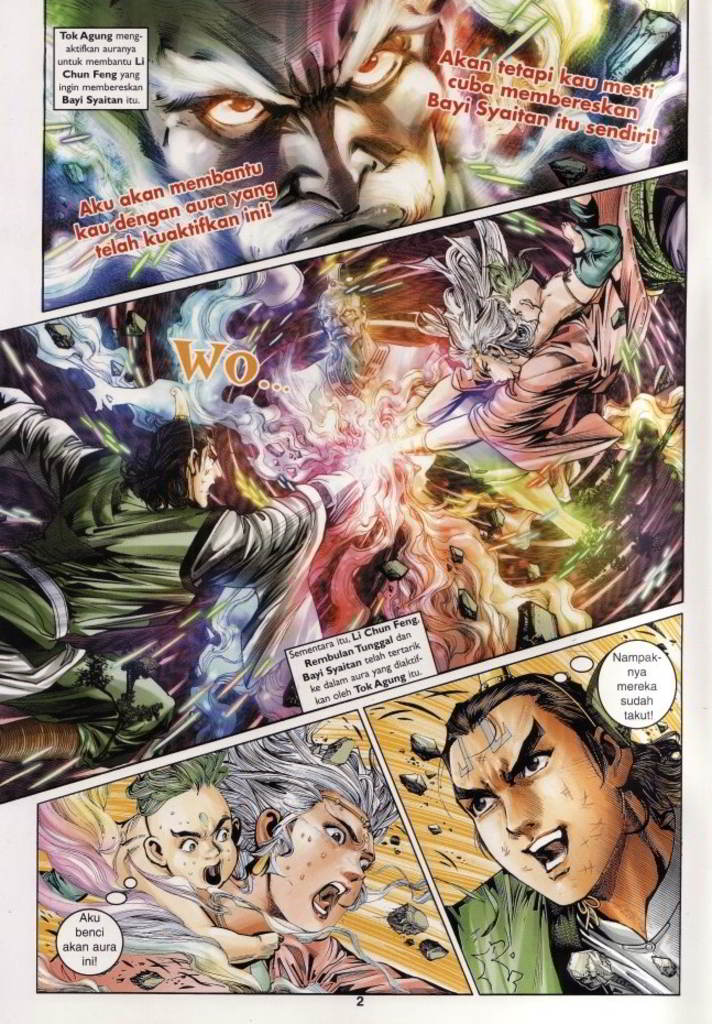 Tok Agung meng-
aktifkan auranya
untuk membantu Li
Chun Feng yang
ingin membereskan
Bayi Syaitan itu.
Akan tetapi kau mesti
cuba membereskan
Bayi Syaitan itu sendiri!
Aku akan membantu
kau dengan aura yang
telah kuaktifkan ini!
Wo...
Sementara itu, Li Chun Feng,
Rembulan Tunggal dan
Bayi Syaitan telah tertarik
ke dalam aura yang diaktif-
kan oleh Tok Agung itu.
Nampak-
nya
mereka
sudah
takut!
Aku
benci
akan aura
ini!
2